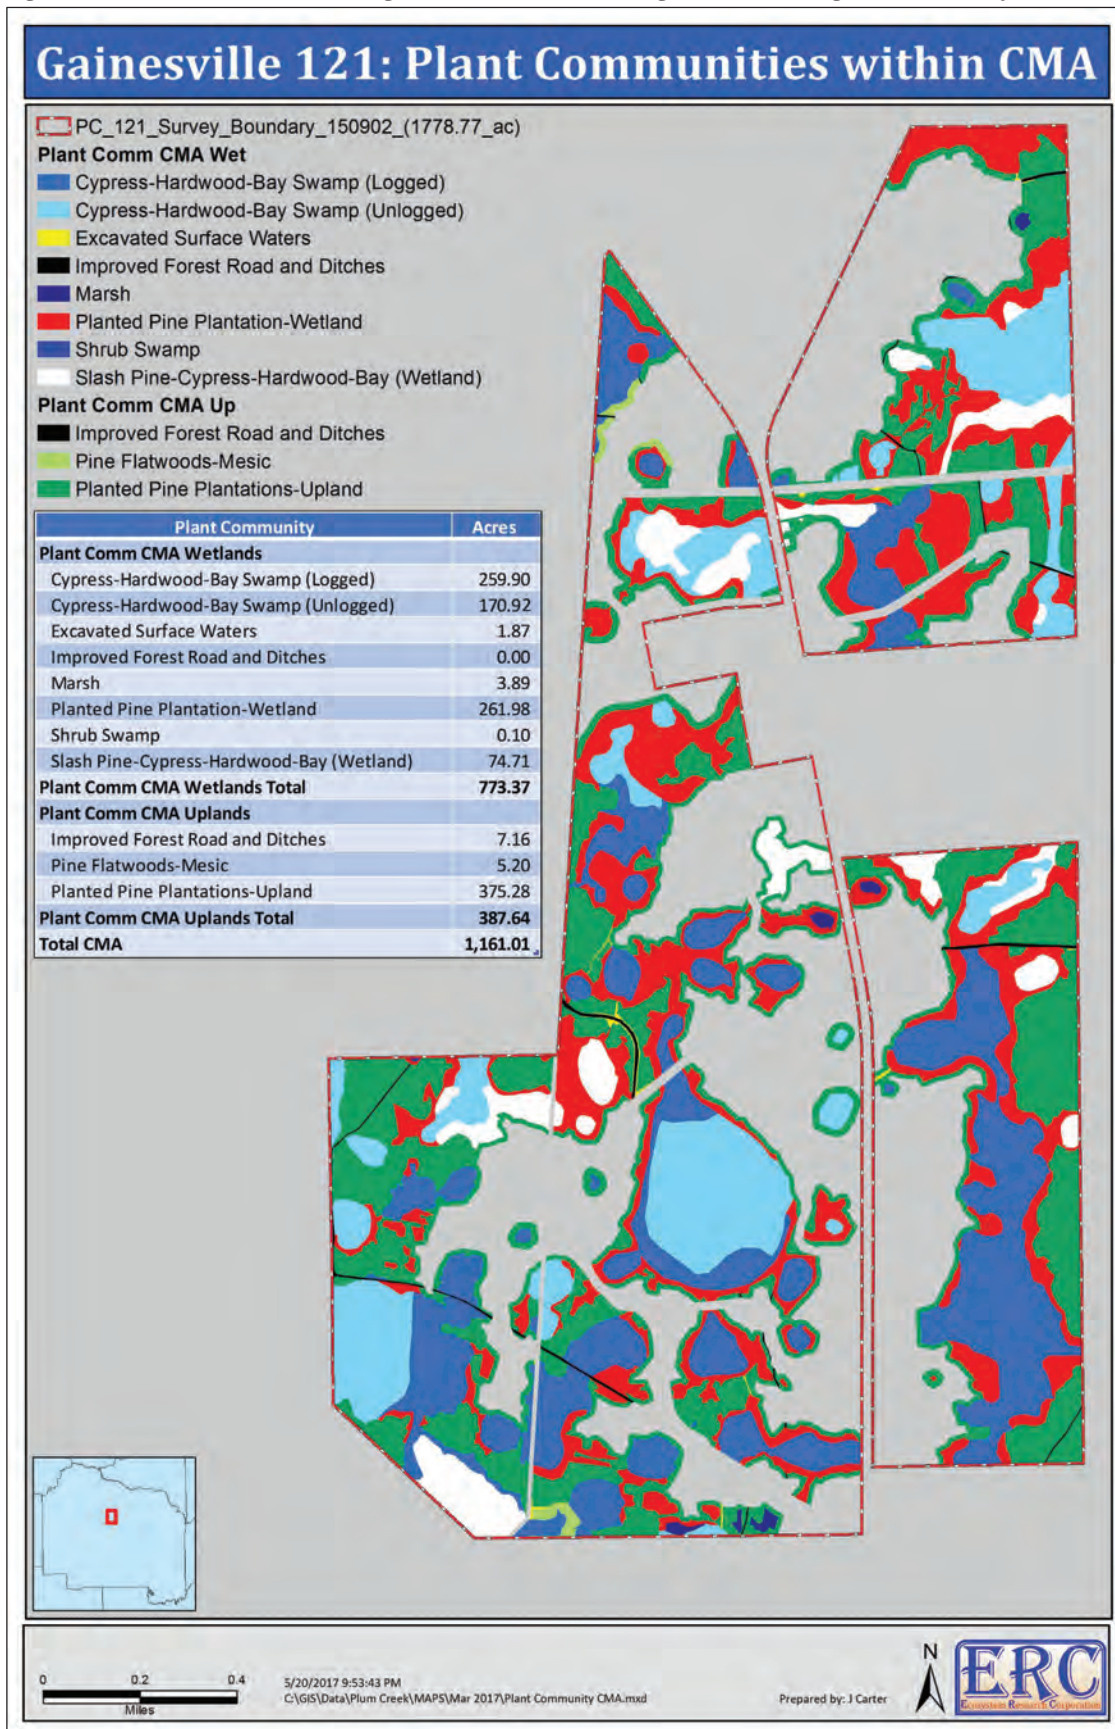 Gainesville 121: Plant Communities within CMA
PC_121_Survey_Boundary_150902_(1778.77_ac)
Plant Comm CMA Wet
Cypress-Hardwood-Bay Swamp (Logged)
Cypress-Hardwood-Bay Swamp (Unlogged)
Excavated Surface Waters
Improved Forest Road and Ditches
Marsh
Planted Pine Plantation-Wetland
Shrub Swamp
Slash Pine-Cypress-Hardwood-Bay (Wetland)
Plant Comm CMA Up
Improved Forest Road and Ditches
Pine Flatwoods-Mesic
Planted Pine Plantations-Upland
Plant Community Acres
Plant Comm CMA Wetlands
Cypress-Hardwood-Bay Swamp (Logged) 259.90
Cypress-Hardwood-Bay Swamp (Unlogged) 170.92
Excavated Surface Waters 1.87
Improved Forest Road and Ditches 0.00
Marsh 3.89
Planted Pine Plantation-Wetland 261.98
Shrub Swamp 0.10
Slash Pine-Cypress-Hardwood-Bay (Wetland) 74.71
Plant Comm CMA Wetlands Total 773.37
Plant Comm CMA Uplands
Improved Forest Road and Ditches 7.16
Pine Flatwoods-Mesic 5.20
Planted Pine Plantations-Upland 375.28
Plant Comm CMA Uplands Total 387.64
Total CMA 1,161.01
0 0.2 0.4
Miles
5/20/2017 9:53:43 PM
C:\GIS\Data\Plum Creek\MAPS\Mar 2017\Plant Community CMA.mxd
Prepared by: J Carter
N
ERC
Ecosystem Research Corporation